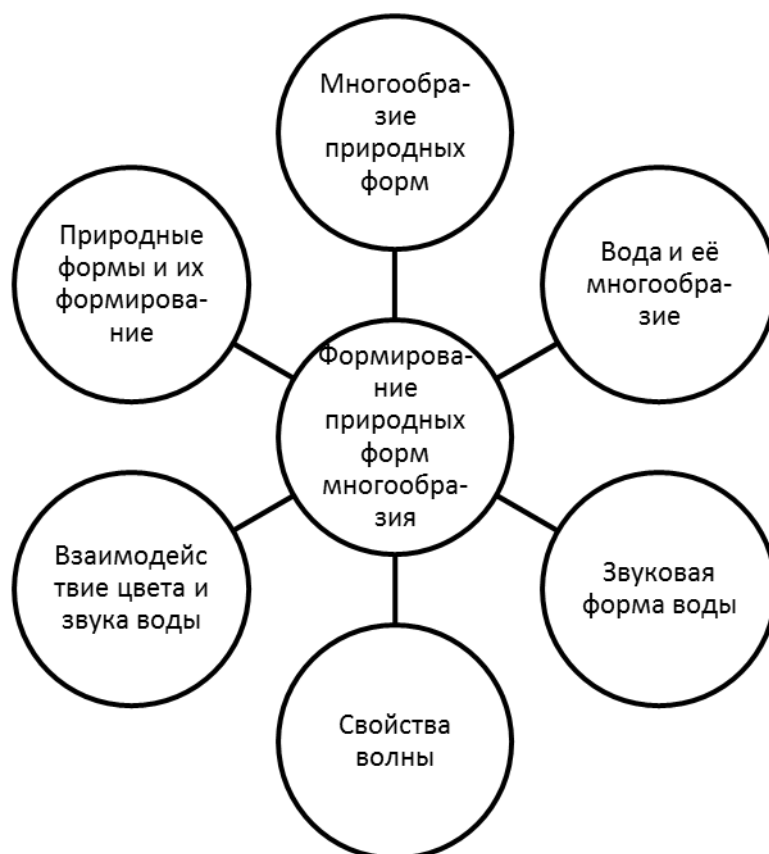 Многообра-
зие
природных
форм
Вода и её
многообра-
зие
Звуковая
форма воды
Свойства
волны
Взаимодейс
твие цвета и
звука воды
Природные
формы и их
формирова-
ние
Формирова-
ние
природных
форм
многообра-
зия